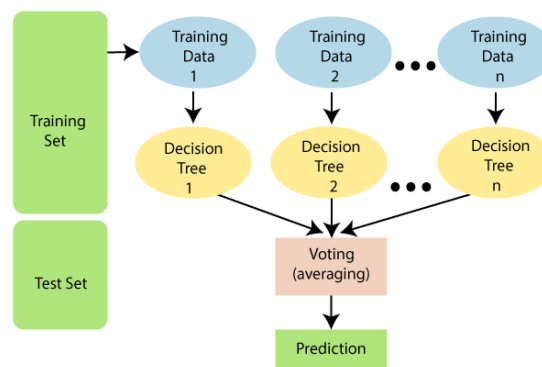 Training
Data
1
Training
Data
2
Training
Data
n
Training
Set
Decision
Tree
1
Decision
Tree
2
Decision
Tree
n
Test Set
Voting
(averaging)
Prediction